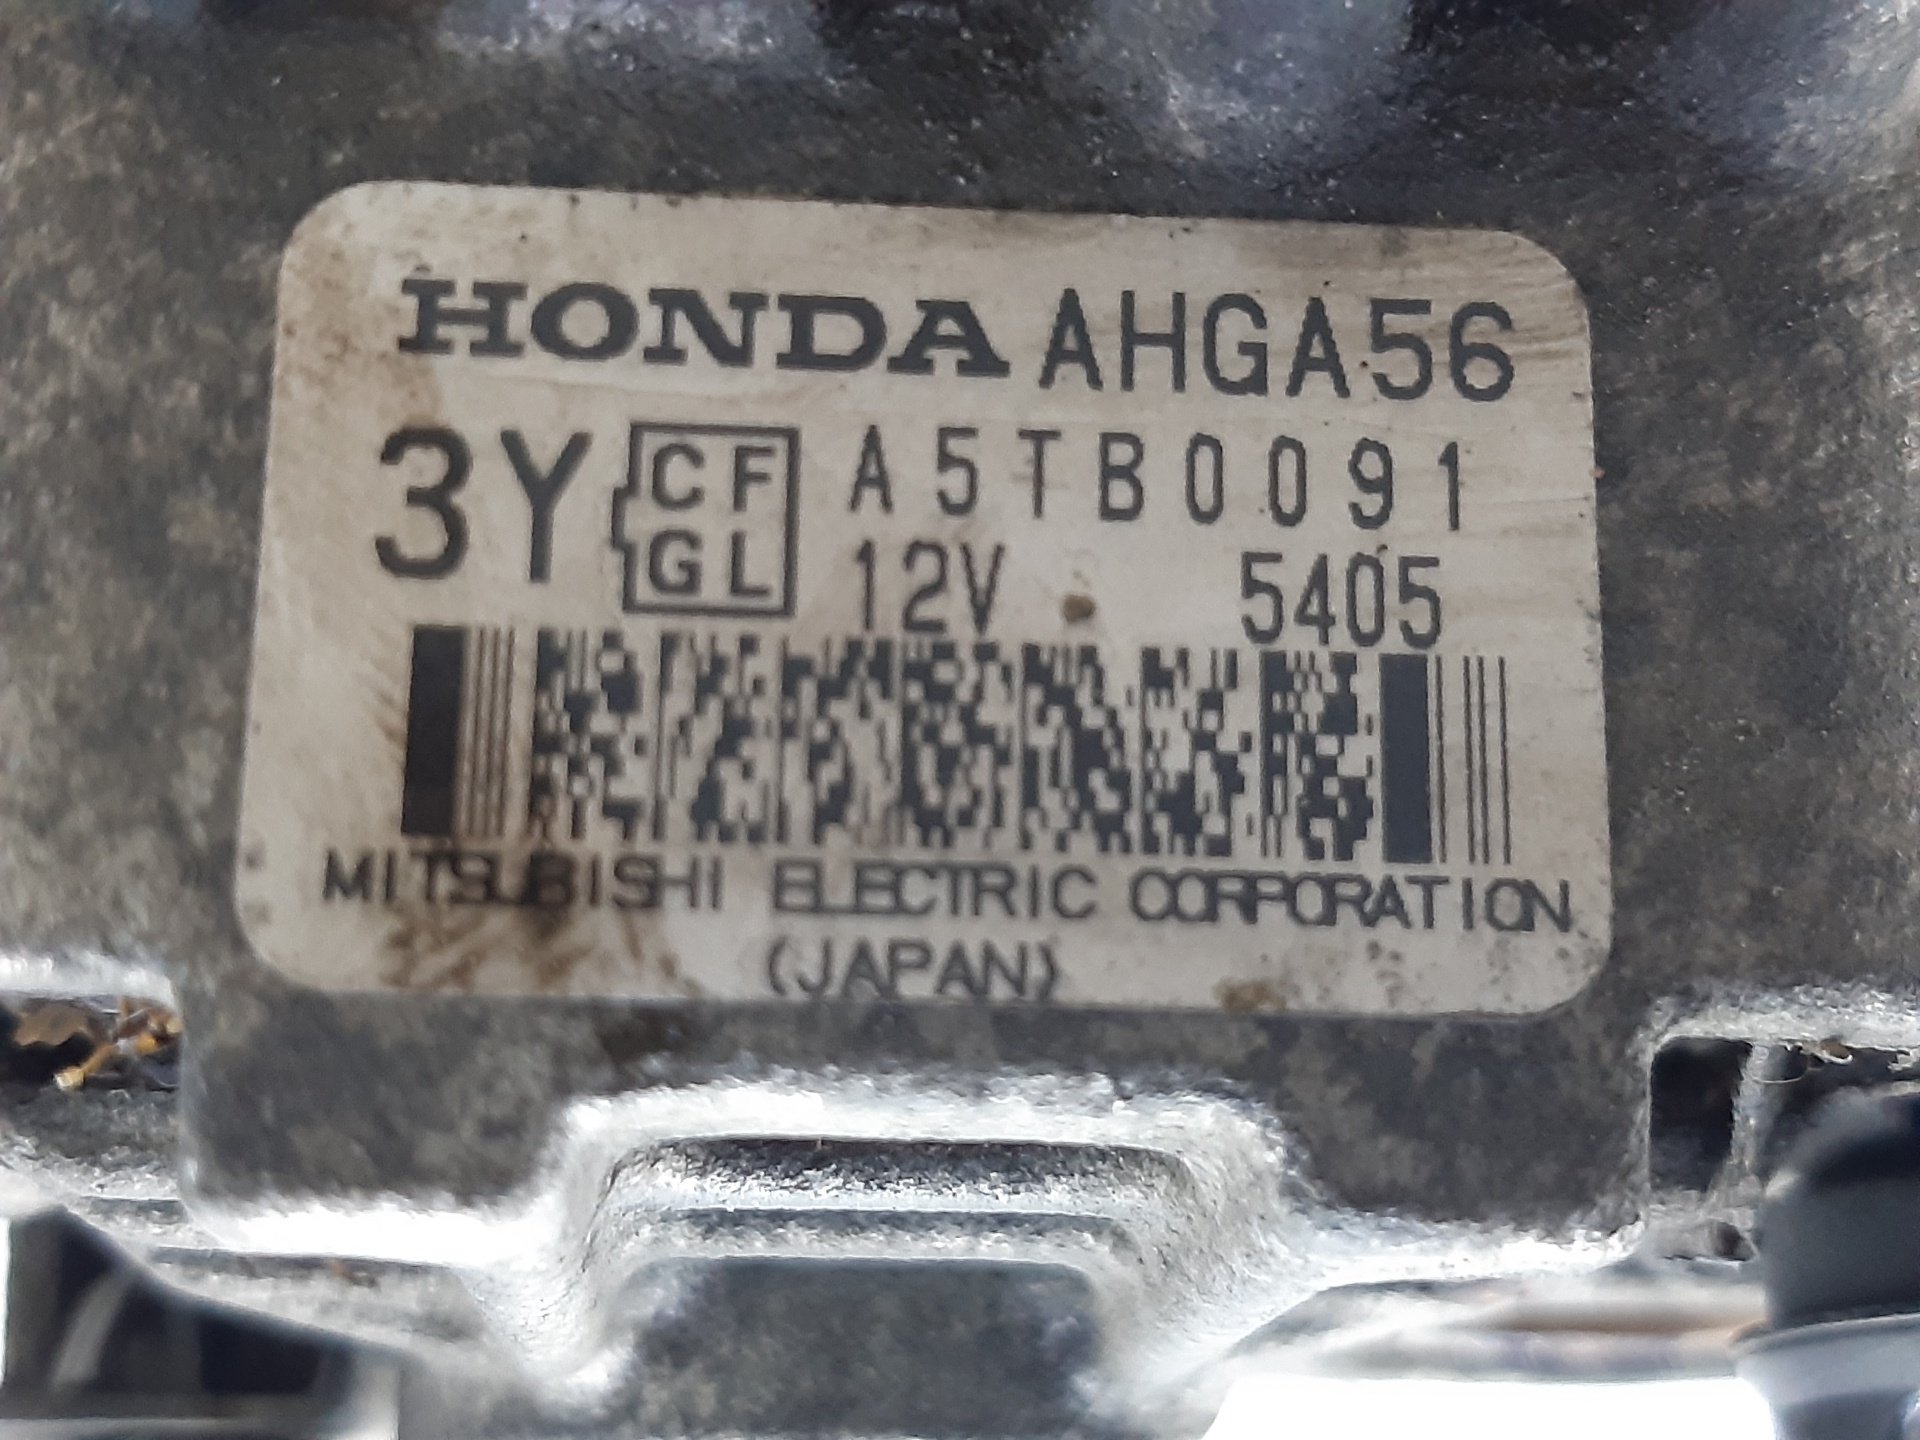 HONDA AHGA56
3Y CF A5TB0091
GL 12V 5405
MITSUBISHI ELECTRIC CORPORATION
(JAPAN)